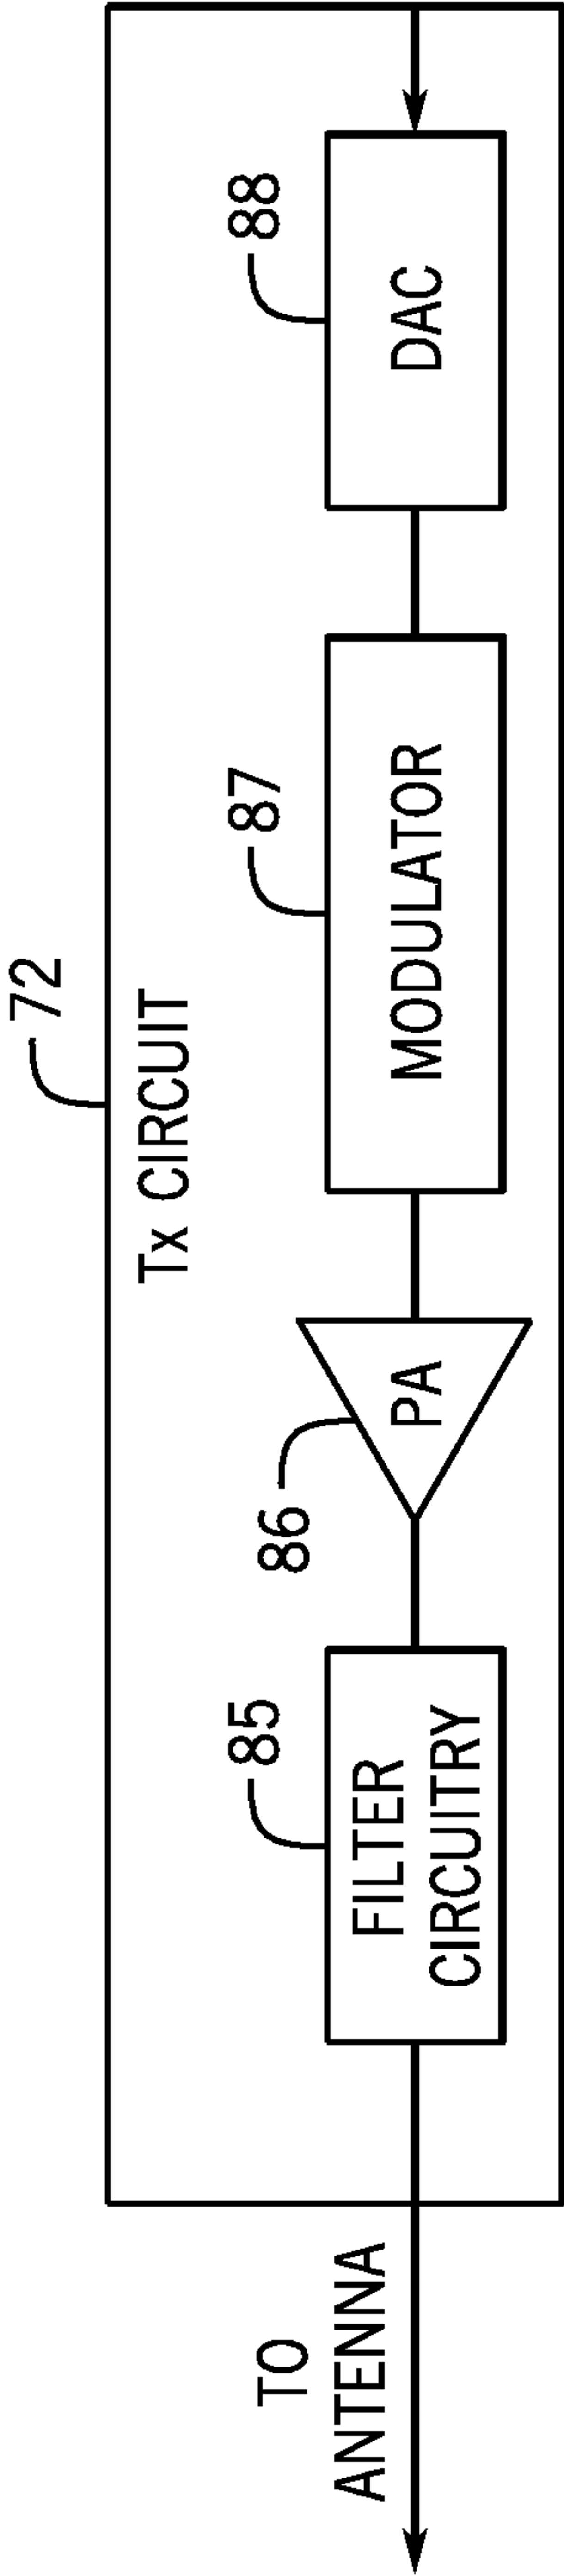 72
Tx CIRCUIT
TO
ANTENNA
85
FILTER
CIRCUITRY
86
PA
87
MODULATOR
88
DAC